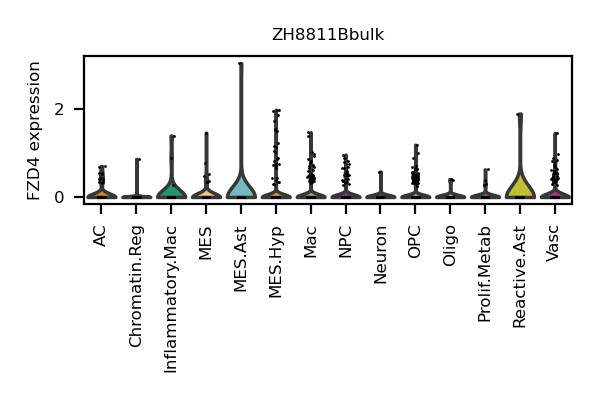 ZH8811Bbulk
FZD4 expression
2
0
AC
Chromatin.Reg
Inflammatory.Mac
MES
MES.Ast
MES.Hyp
Mac
NPC
Neuron
OPC
Oligo
Prolif.Metab
Reactive.Ast
Vasc